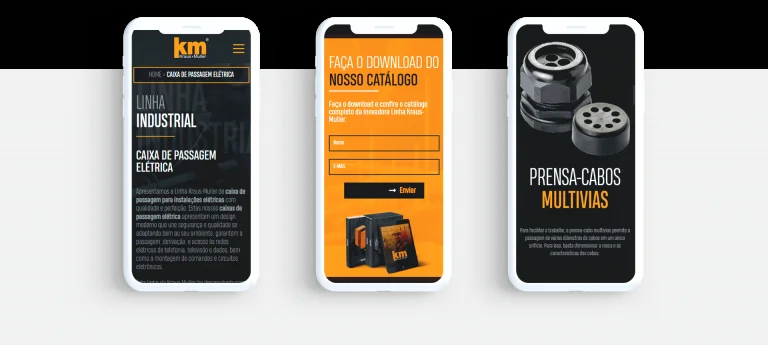 km®
Kraus•Muller
HOME » CAIXA DE PASSAGEM ELÉTRICA
LINHA
INDUSTRIAL
CAIXA DE PASSAGEM
ELÉTRICA
Apresentamos a Linha Kraus-Muller de caixa de
passagem para instalações elétricas com
qualidade e perfeição. Estas nossas caixas de
passagem elétrica apresentam um design
moderno que une segurança e qualidade se
adaptando bem ao seu ambiente, garantem a
passagem, derivação, e acesso às redes
elétricas de telefonia, televisão e dados, bem
como a montagem de comandos e circuitos
eletrônicos.
FAÇA O DOWNLOAD DO
NOSSO CATÁLOGO
Faça o download e confira o catálogo
completo da inovadora Linha Kraus-
Muller.
Nome
E-MAIL
→ Enviar
km
PRENSA-CABOS
MULTIVIAS
Para facilitar o trabalho, o prensa-cabo multivias permite a
passagem de vários diâmetros de cabos em um único
orifício. Para isso, basta dimensionar a rosca e as
características dos cabos.